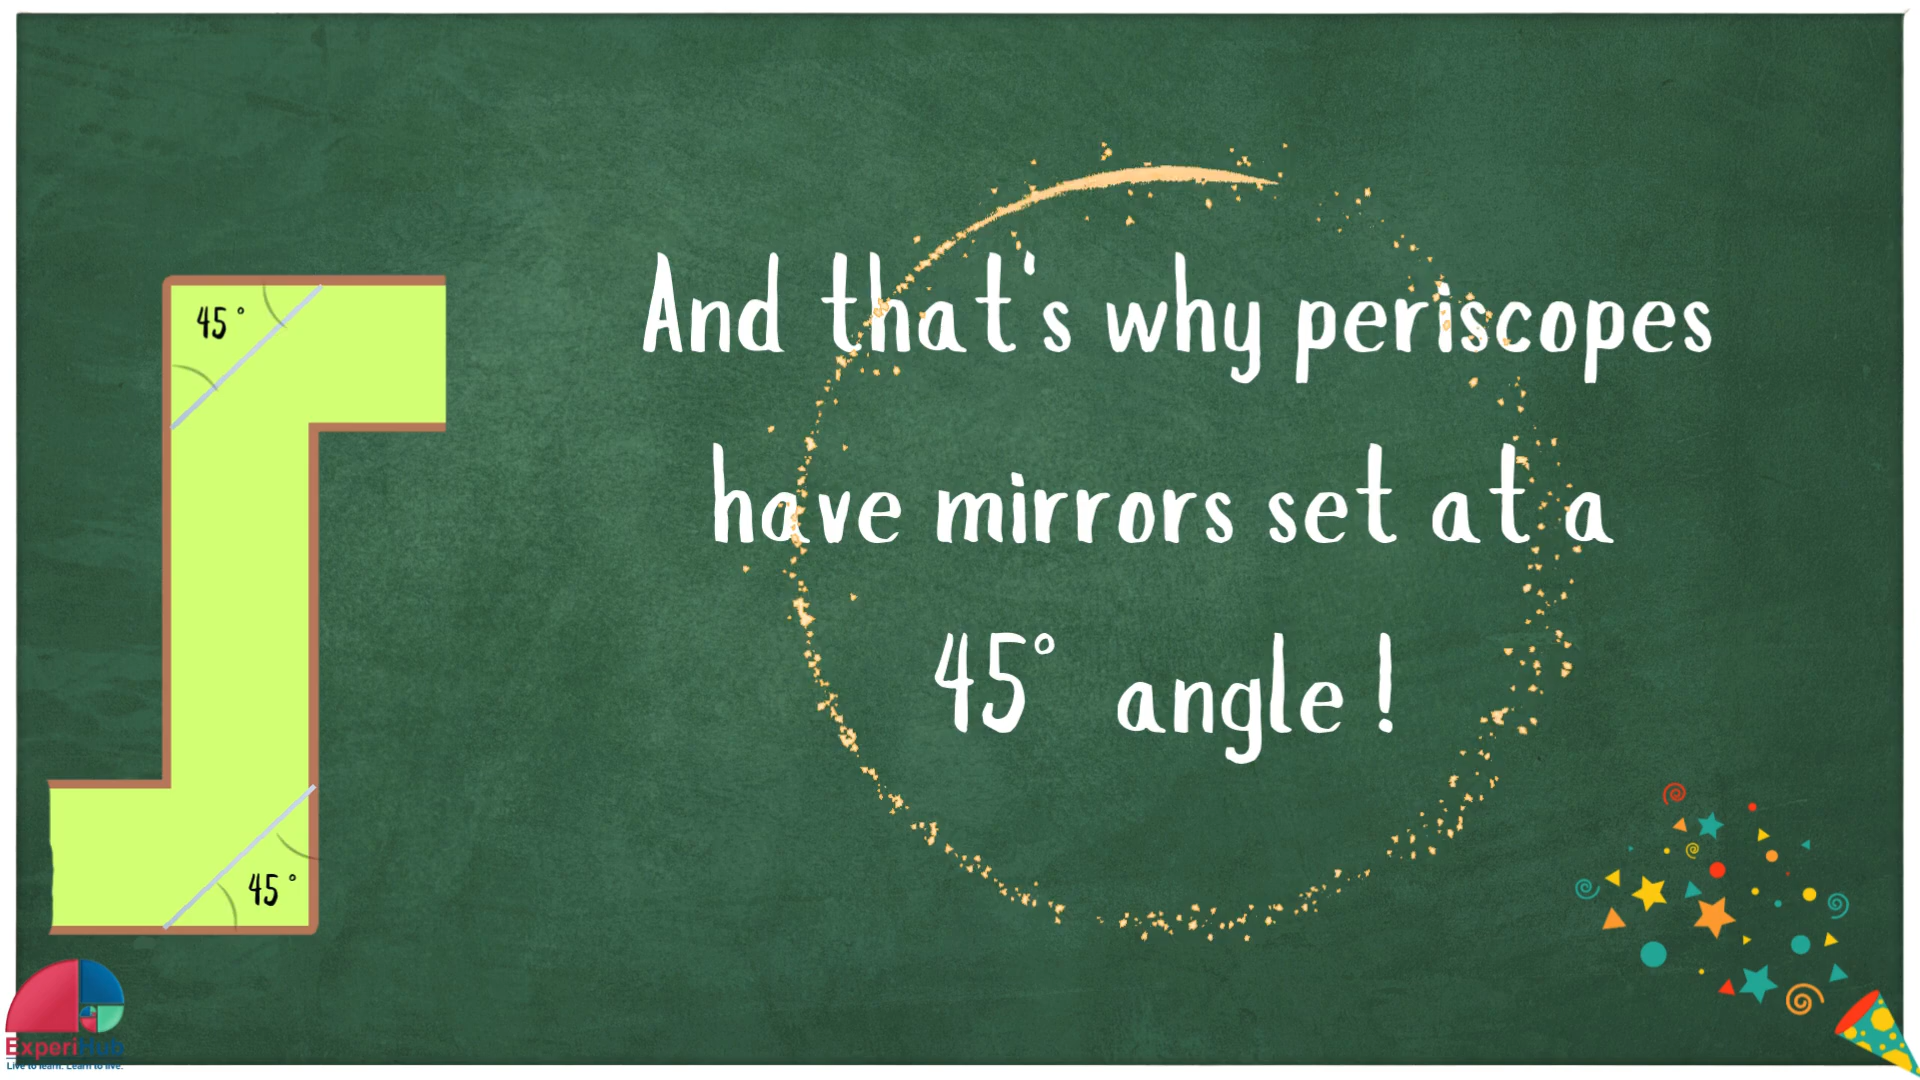 45°
And that's why periscopes
have mirrors set at a
45° angle!
45°
ExperiHub
Live to learn. Learn to live.